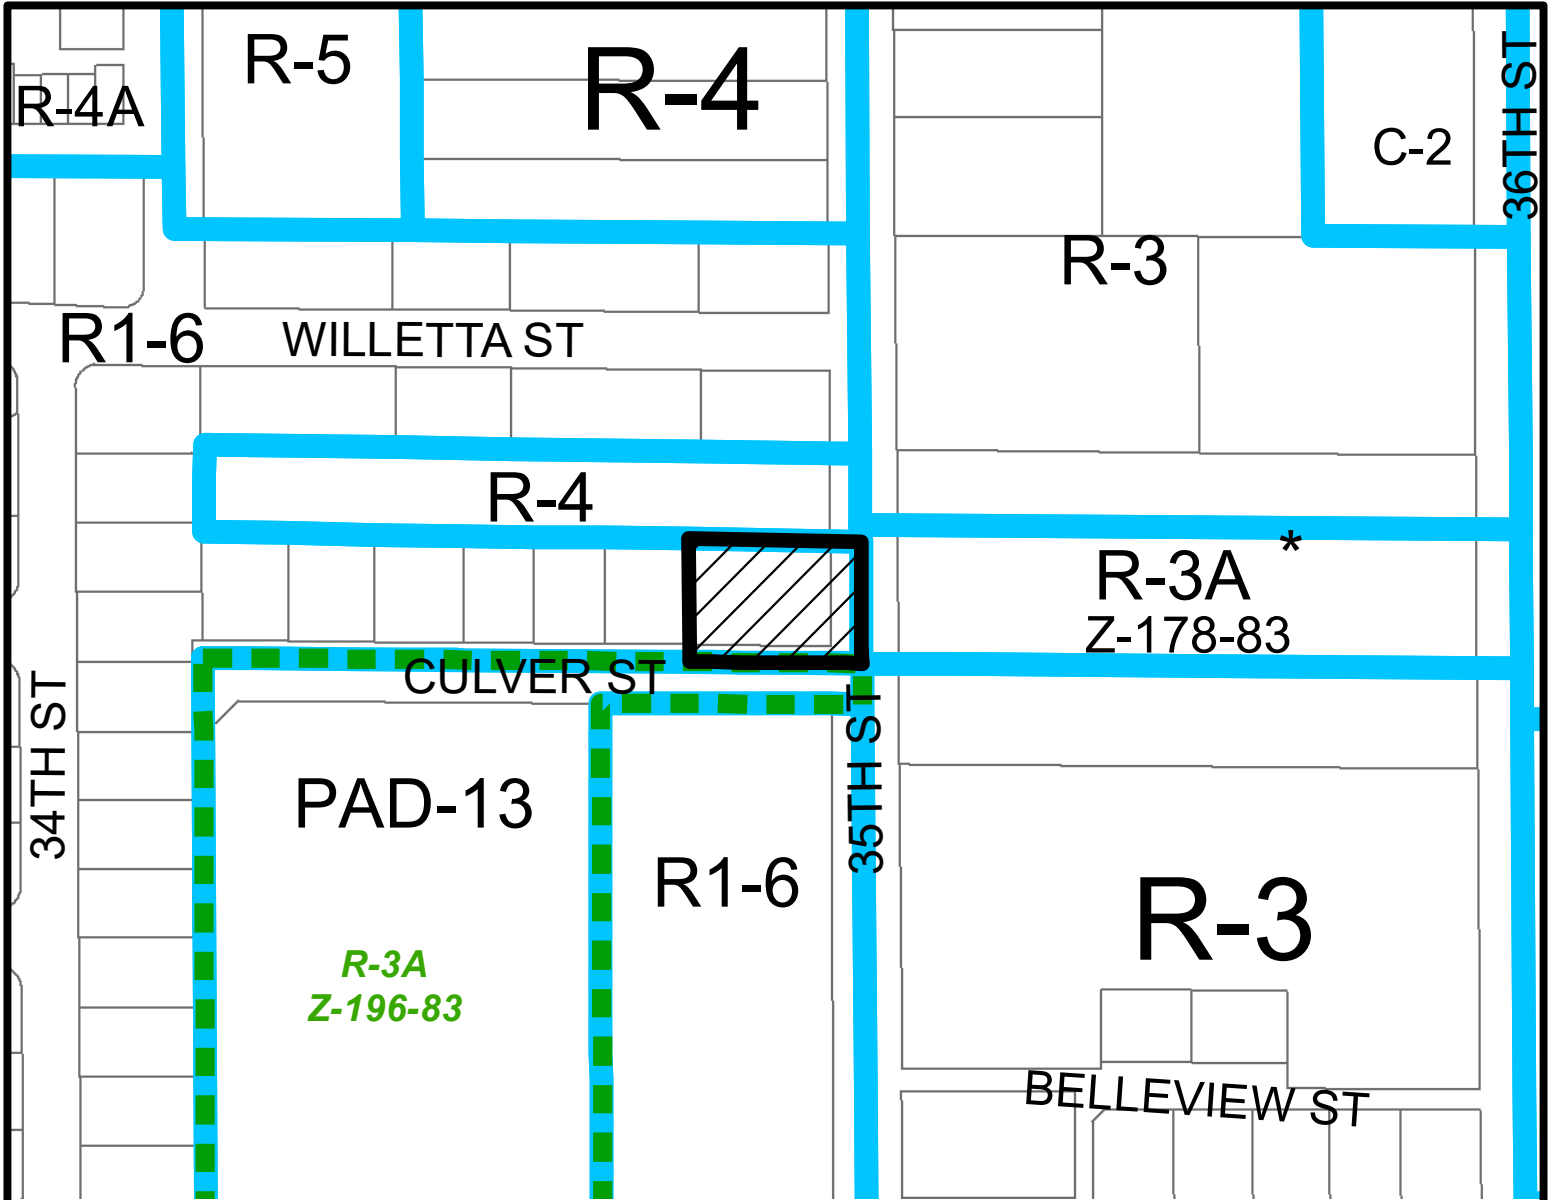 R-5
R-4
R-4A
C-2
36TH ST
R-3
R1-6
WILLETTA ST
R-4
*
R-3A
Z-178-83
CULVER ST
34TH ST
35TH ST
PAD-13
R1-6
R-3
R-3A
Z-196-83
BELLEVIEW ST